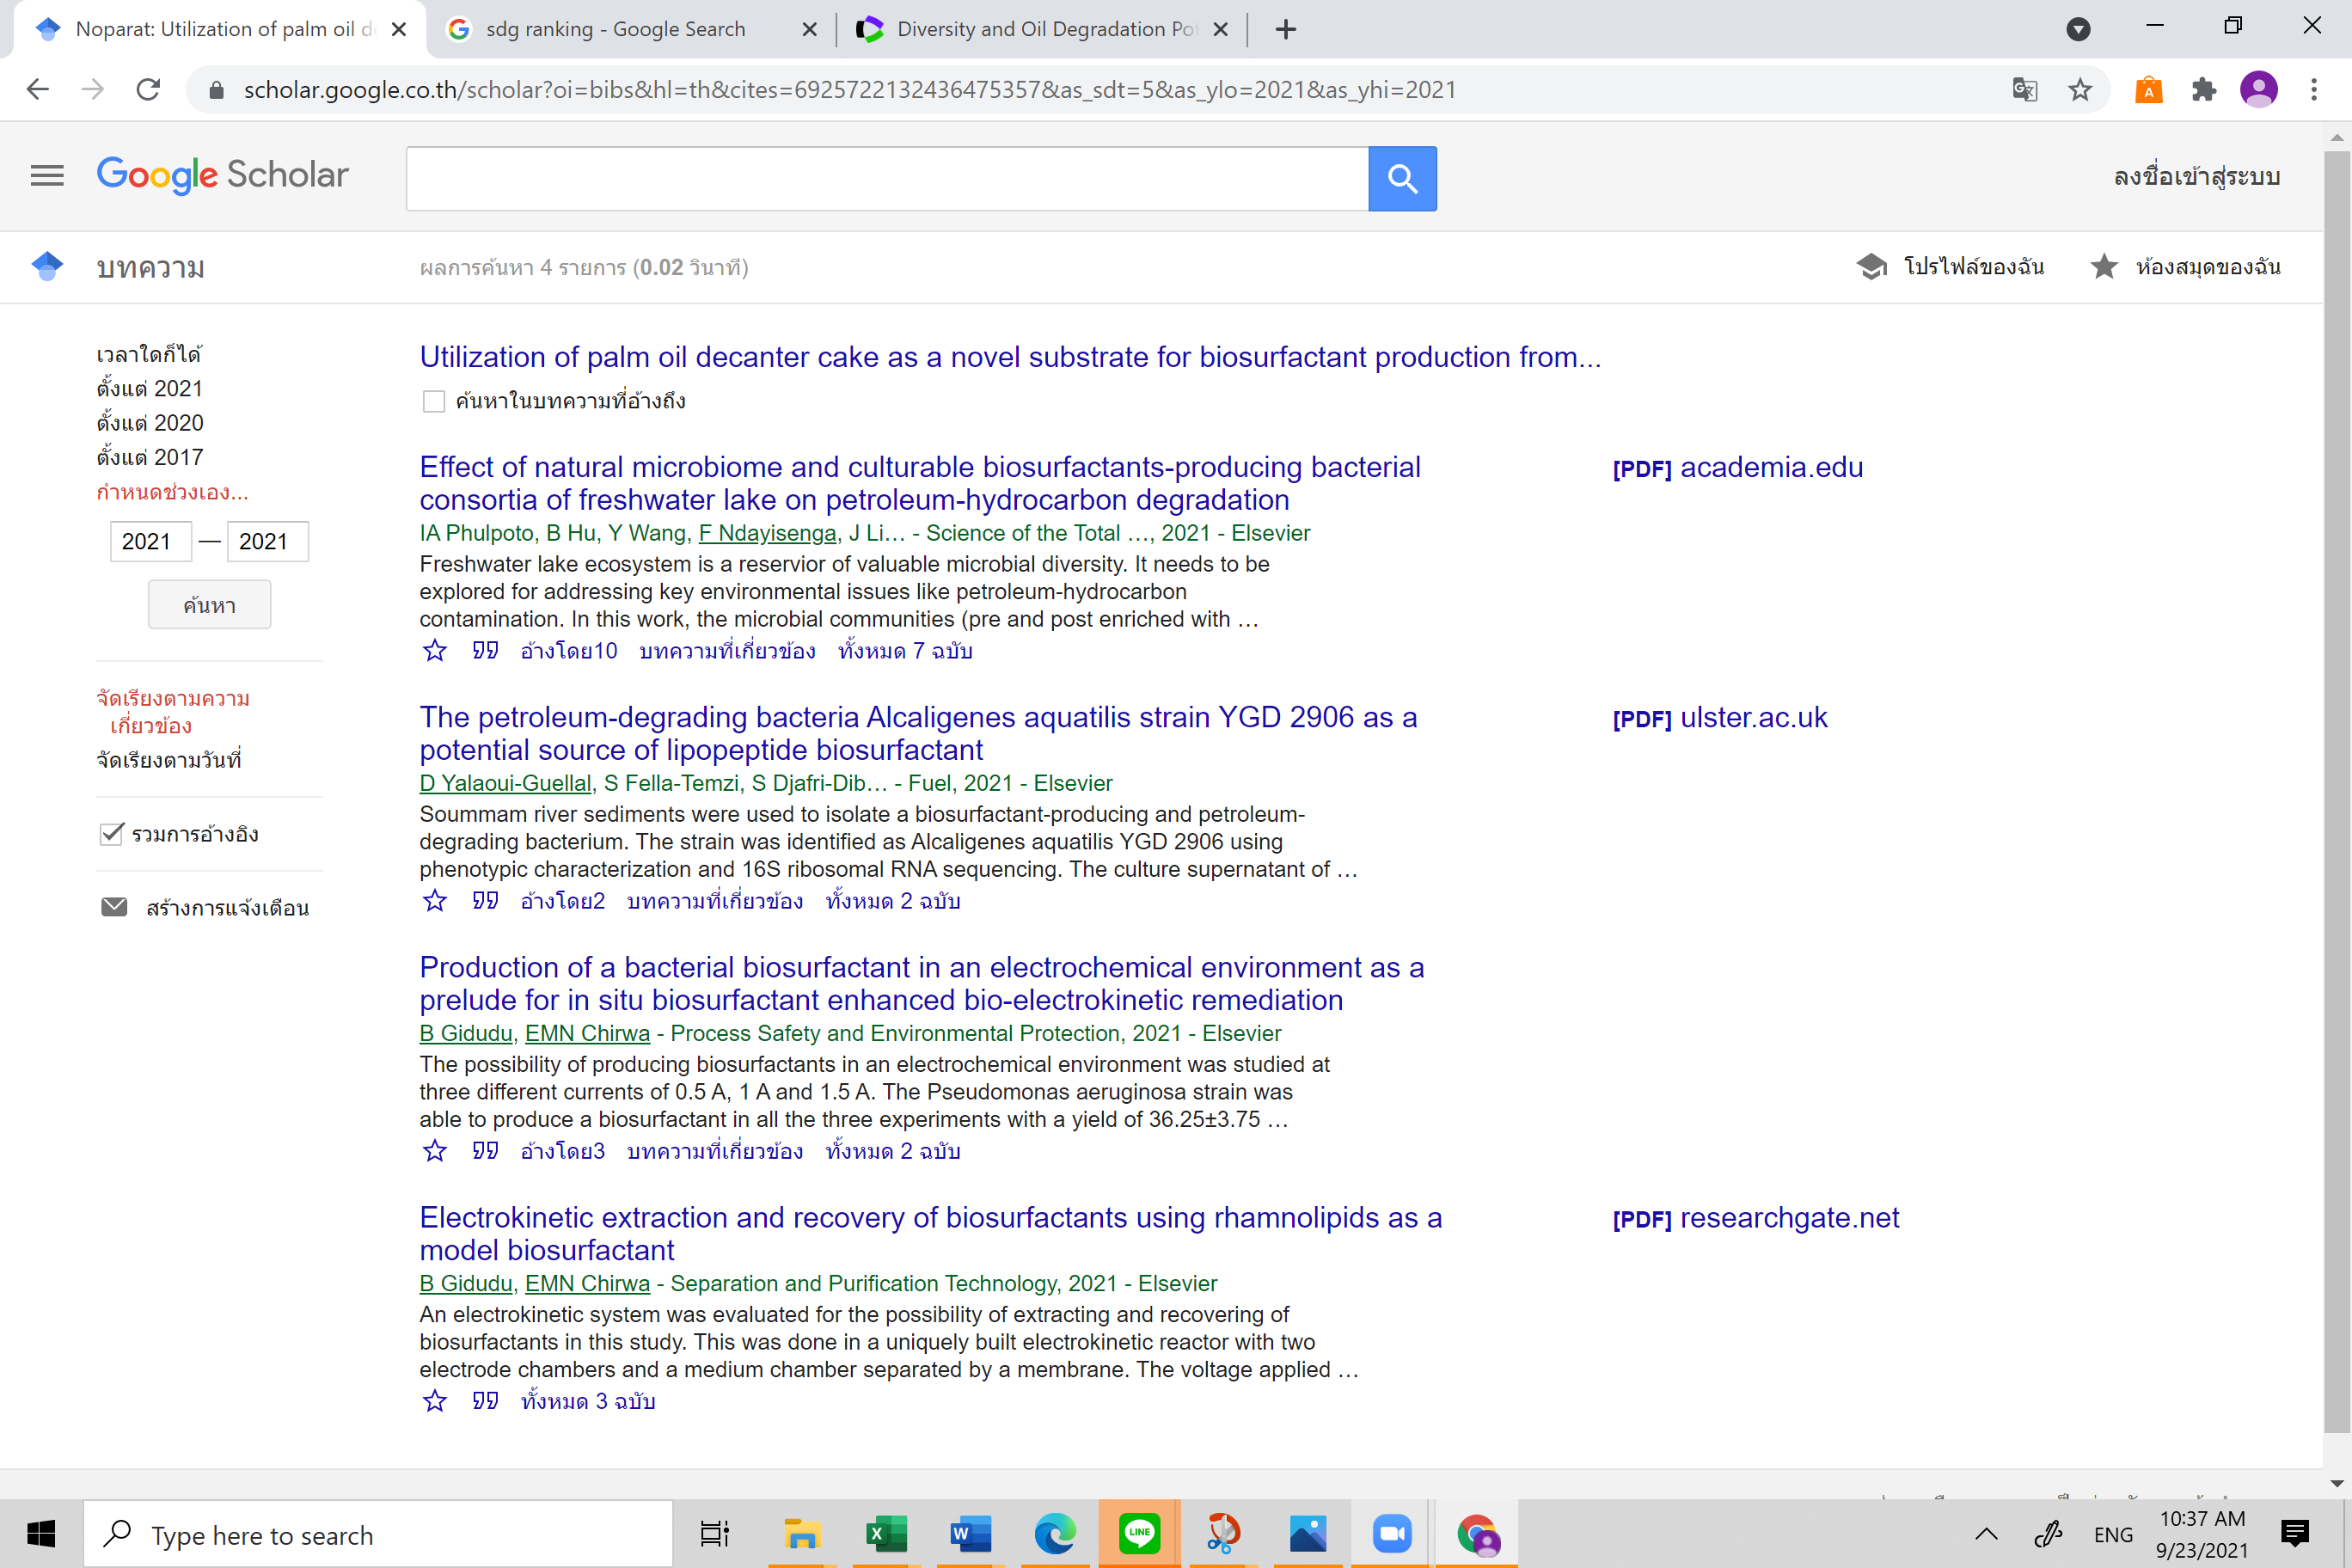 Noparat: Utilization of palm oil d
sdg ranking - Google Search
Diversity and Oil Degradation Pot
scholar.google.co.th/scholar?oi=bibs&hl=th&cites=6925722132436475357&as_sdt=5&as_ylo=2021&as_yhi=2021
Google Scholar
ลงชื่อเข้าสู่ระบบ
บทความ
ผลการค้นหา 4 รายการ (0.02 วินาที)
โปรไฟล์ของฉัน
ห้องสมุดของฉัน
เวลาใดก็ได้
ตั้งแต่ 2021
ตั้งแต่ 2020
ตั้งแต่ 2017
กำหนดช่วงเอง...
2021 — 2021
ค้นหา
จัดเรียงตามความ
เกี่ยวข้อง
จัดเรียงตามวันที่
รวมการอ้างอิง
สร้างการแจ้งเตือน
Utilization of palm oil decanter cake as a novel substrate for biosurfactant production from...
ค้นหาในบทความที่อ้างถึง
Effect of natural microbiome and culturable biosurfactants-producing bacterial
consortia of freshwater lake on petroleum-hydrocarbon degradation
[PDF] academia.edu
IA Phulpoto, B Hu, Y Wang, F Ndayisenga, J Li… - Science of the Total …, 2021 - Elsevier
Freshwater lake ecosystem is a reservior of valuable microbial diversity. It needs to be
explored for addressing key environmental issues like petroleum-hydrocarbon
contamination. In this work, the microbial communities (pre and post enriched with …
อ้างโดย10 บทความที่เกี่ยวข้อง ทั้งหมด 7 ฉบับ
The petroleum-degrading bacteria Alcaligenes aquatilis strain YGD 2906 as a
potential source of lipopeptide biosurfactant
[PDF] ulster.ac.uk
D Yalaoui-Guellal, S Fella-Temzi, S Djafri-Dib… - Fuel, 2021 - Elsevier
Soummam river sediments were used to isolate a biosurfactant-producing and petroleum-
degrading bacterium. The strain was identified as Alcaligenes aquatilis YGD 2906 using
phenotypic characterization and 16S ribosomal RNA sequencing. The culture supernatant of …
อ้างโดย2 บทความที่เกี่ยวข้อง ทั้งหมด 2 ฉบับ
Production of a bacterial biosurfactant in an electrochemical environment as a
prelude for in situ biosurfactant enhanced bio-electrokinetic remediation
B Gidudu, EMN Chirwa - Process Safety and Environmental Protection, 2021 - Elsevier
The possibility of producing biosurfactants in an electrochemical environment was studied at
three different currents of 0.5 A, 1 A and 1.5 A. The Pseudomonas aeruginosa strain was
able to produce a biosurfactant in all the three experiments with a yield of 36.25±3.75 …
อ้างโดย3 บทความที่เกี่ยวข้อง ทั้งหมด 2 ฉบับ
Electrokinetic extraction and recovery of biosurfactants using rhamnolipids as a
model biosurfactant
[PDF] researchgate.net
B Gidudu, EMN Chirwa - Separation and Purification Technology, 2021 - Elsevier
An electrokinetic system was evaluated for the possibility of extracting and recovering of
biosurfactants in this study. This was done in a uniquely built electrokinetic reactor with two
electrode chambers and a medium chamber separated by a membrane. The voltage applied …
ทั้งหมด 3 ฉบับ
Type here to search
LINE
ENG
10:37 AM
9/23/2021